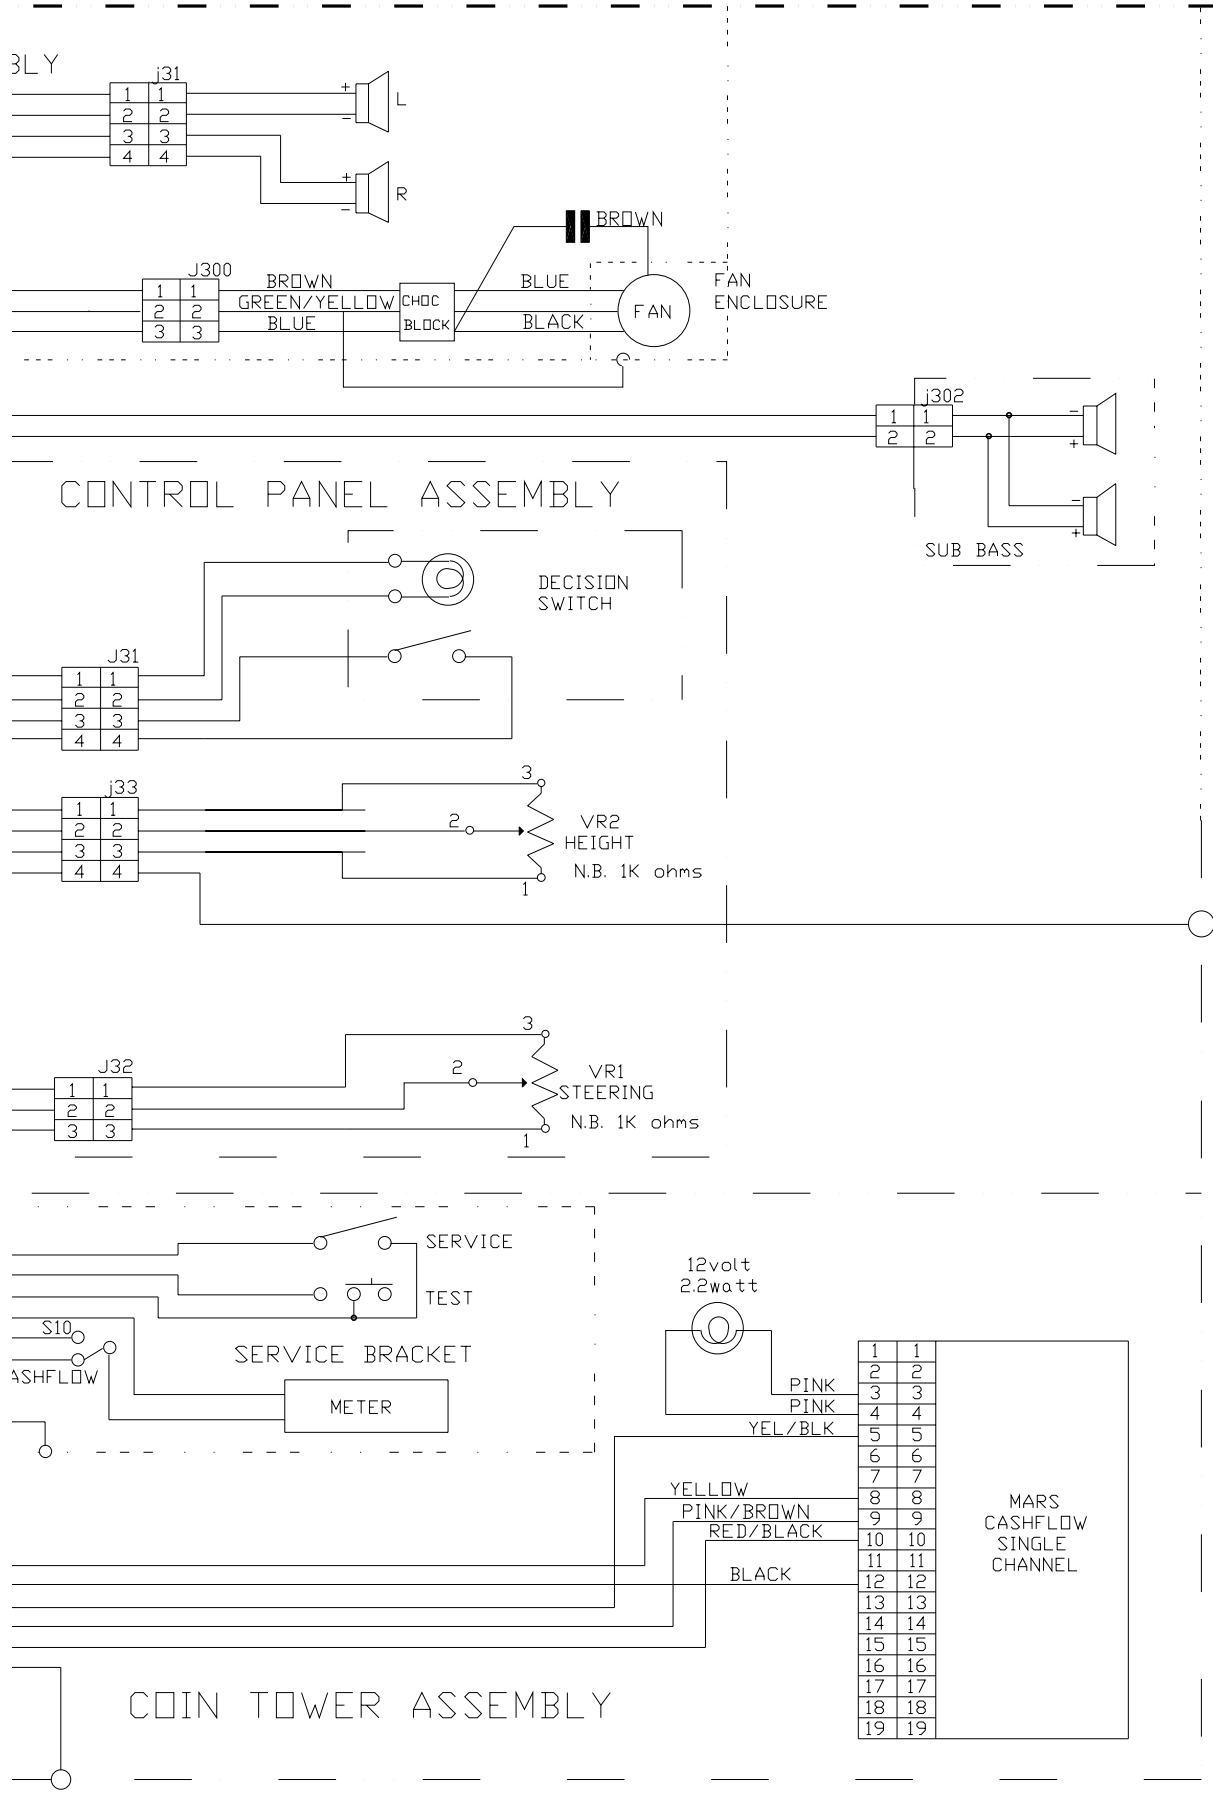 BLY
j31
1 1
2 2
3 3
4 4
+
-
L
+
-
R
BROWN
J300
1 1
2 2
3 3
BROWN
GREEN/YELLOW
BLUE
CHOC
BLOCK
BLUE
BLACK
FAN
FAN
ENCLOSURE
j302
1 1
2 2
-
+
-
+
SUB BASS
CONTROL PANEL ASSEMBLY
DECISION
SWITCH
J31
1 1
2 2
3 3
4 4
j33
1 1
2 2
3 3
4 4
3
2
1
VR2
HEIGHT
N.B. 1K ohms
J32
1 1
2 2
3 3
3
2
1
VR1
STEERING
N.B. 1K ohms
SERVICE
TEST
S10
ASHFLOW
SERVICE BRACKET
METER
12volt
2.2watt
PINK
PINK
YEL/BLK
YELLOW
PINK/BROWN
RED/BLACK
BLACK
1 1
2 2
3 3
4 4
5 5
6 6
7 7
8 8
9 9
10 10
11 11
12 12
13 13
14 14
15 15
16 16
17 17
18 18
19 19
MARS
CASHFLOW
SINGLE
CHANNEL
COIN TOWER ASSEMBLY